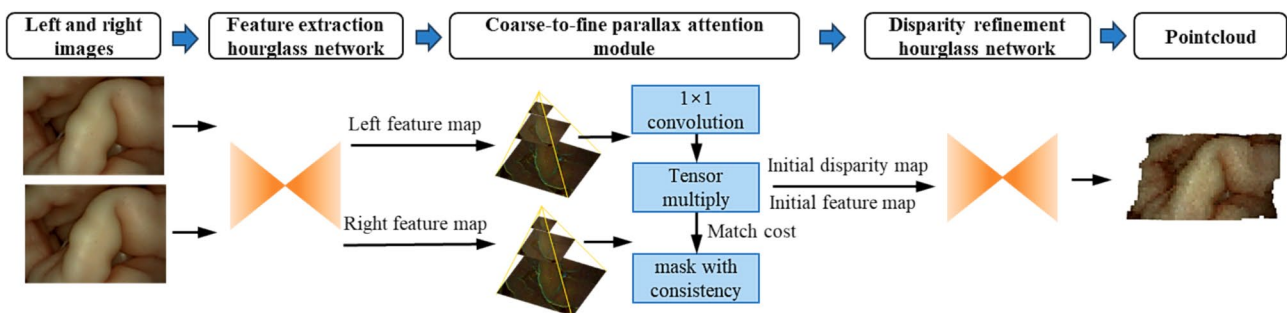 Left and right
images
Feature extraction
hourglass network
Coarse-to-fine parallax attention
module
Disparity refinement
hourglass network
Pointcloud
Left feature map
Right feature map
1×1
convolution
Tensor
multiply
Match cost
mask with
consistency
Initial disparity map
Initial feature map